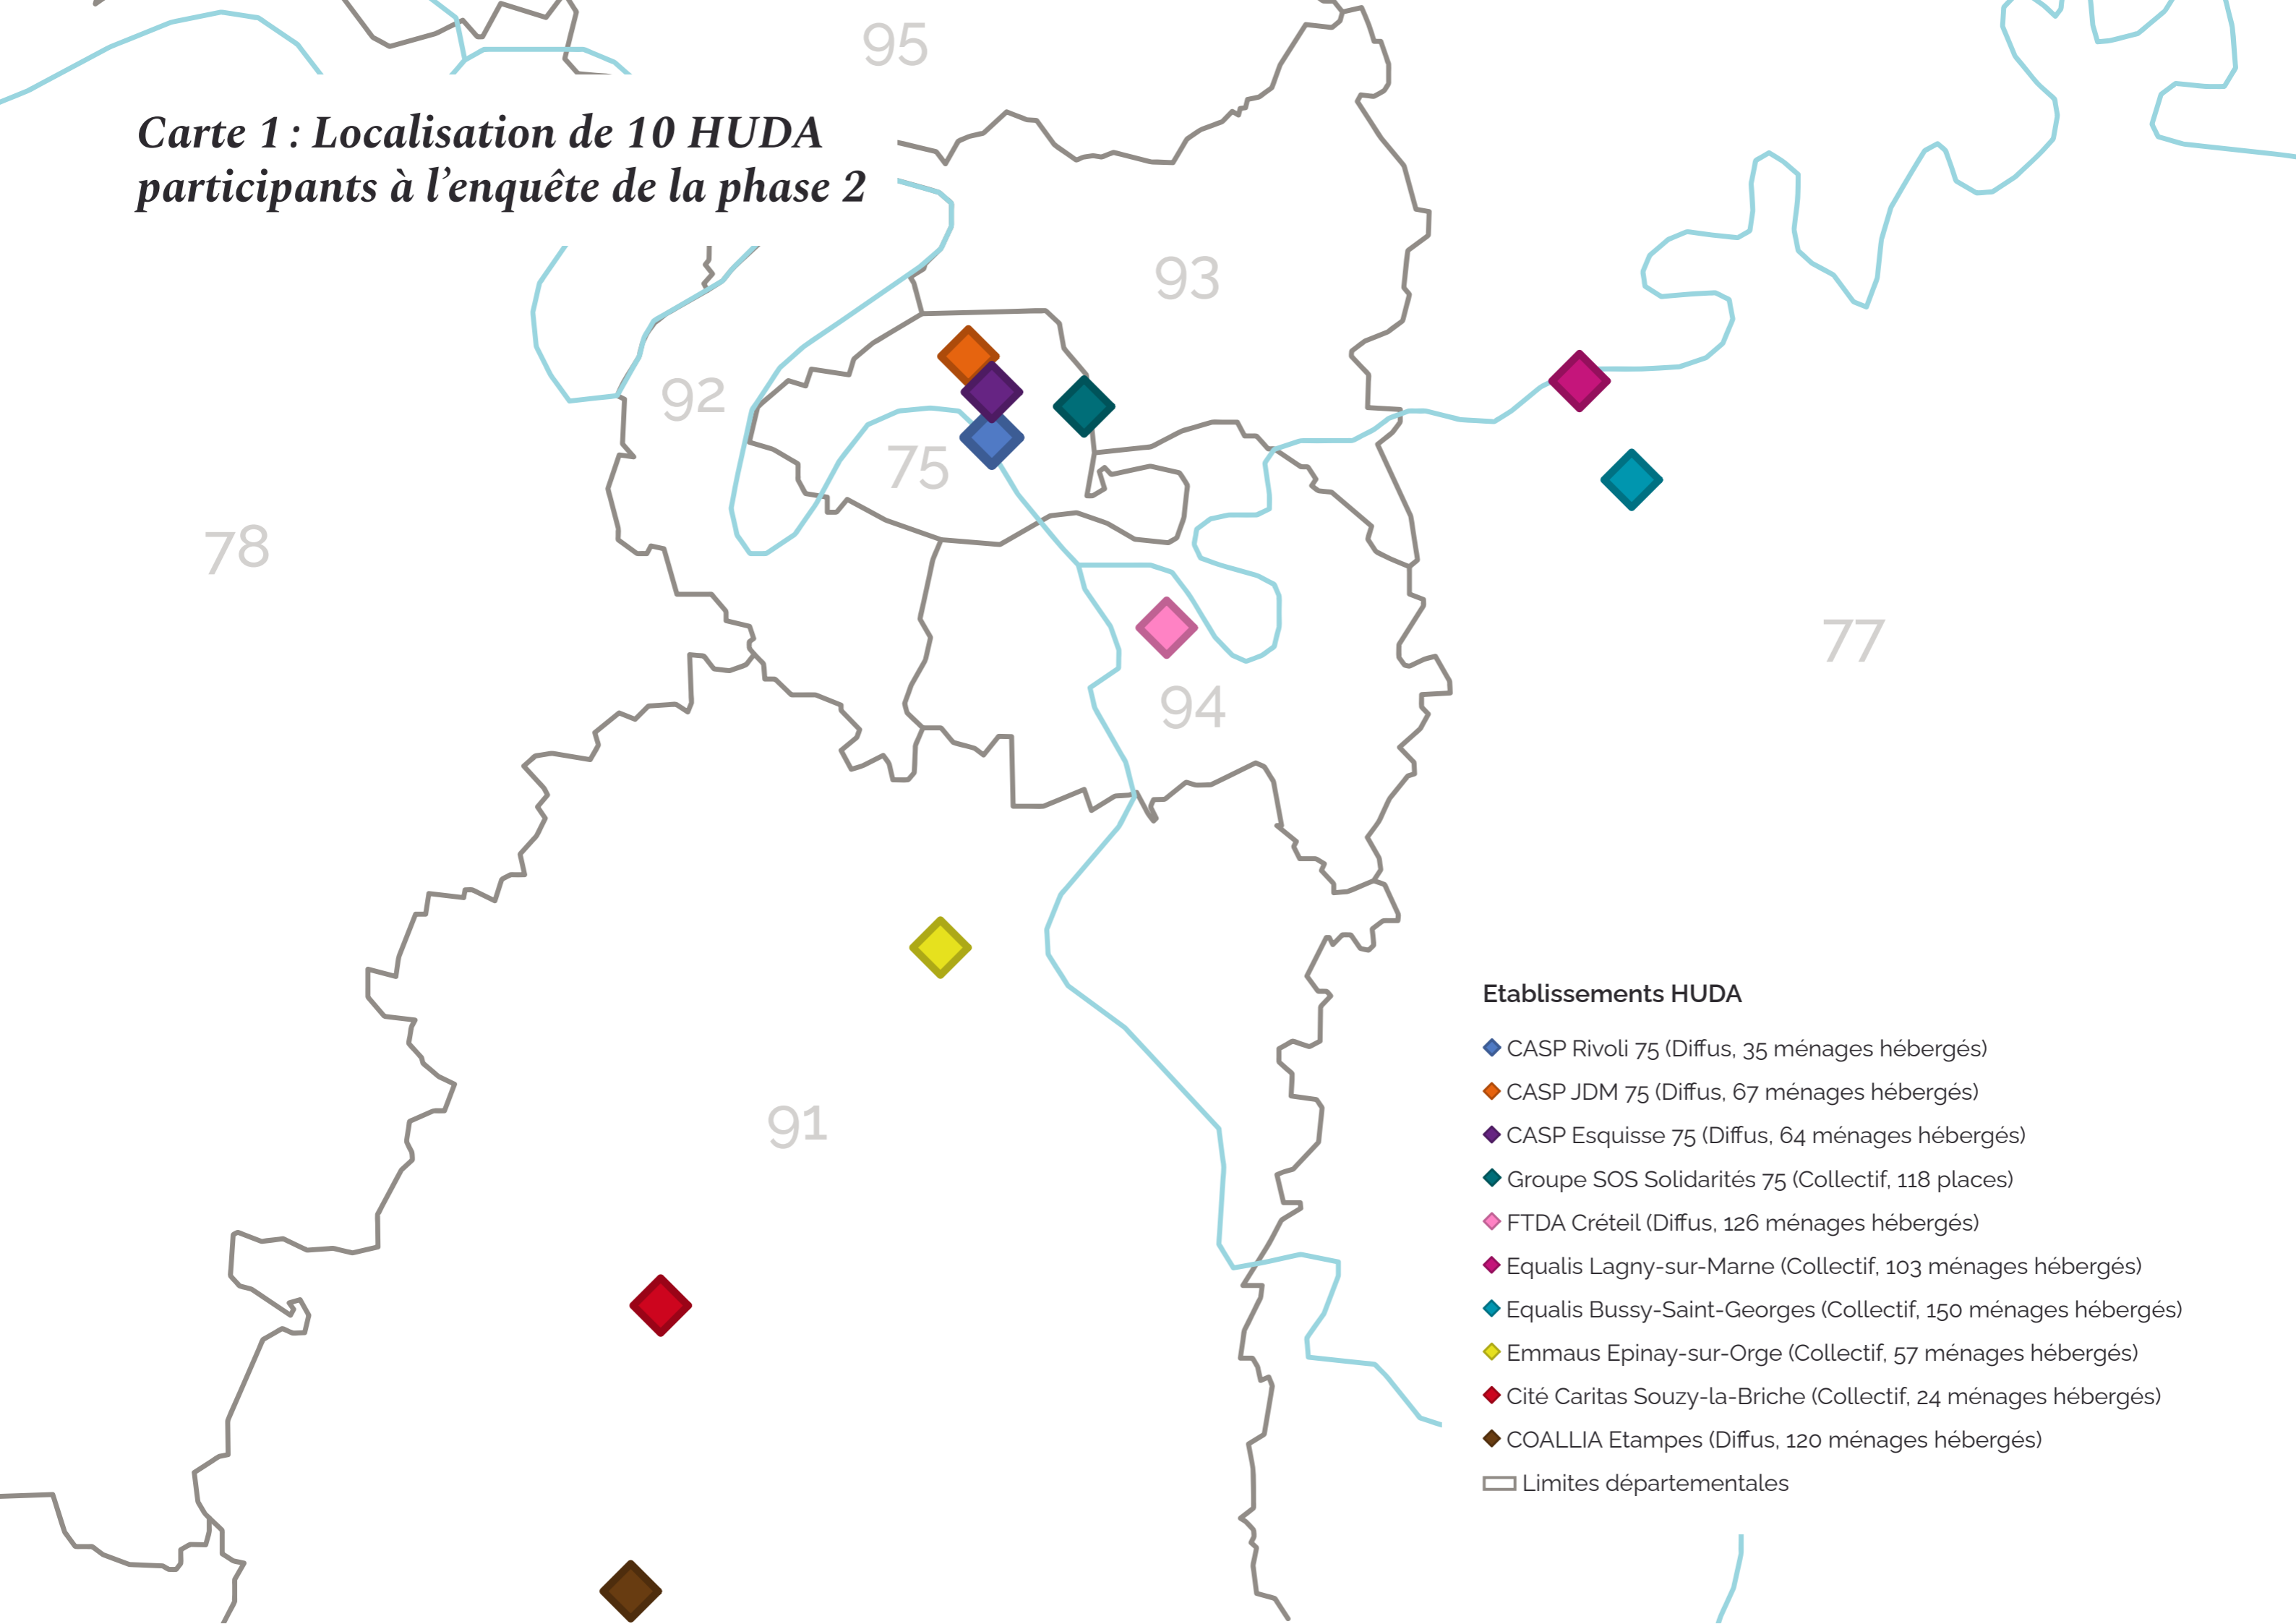 95
Carte 1 : Localisation de 10 HUDA
participants à l’enquête de la phase 2
93
92
75
78
77
94
91
Etablissements HUDA
CASP Rivoli 75 (Diffus, 35 ménages hébergés)
CASP JDM 75 (Diffus, 67 ménages hébergés)
CASP Esquisse 75 (Diffus, 64 ménages hébergés)
Groupe SOS Solidarités 75 (Collectif, 118 places)
FTDA Créteil (Diffus, 126 ménages hébergés)
Equalis Lagny-sur-Marne (Collectif, 103 ménages hébergés)
Equalis Bussy-Saint-Georges (Collectif, 150 ménages hébergés)
Emmaus Epinay-sur-Orge (Collectif, 57 ménages hébergés)
Cité Caritas Souzy-la-Briche (Collectif, 24 ménages hébergés)
COALLIA Etampes (Diffus, 120 ménages hébergés)
Limites départementales